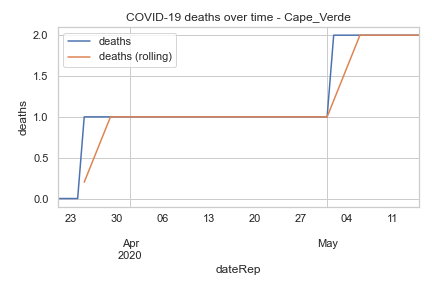 COVID-19 deaths over time - Cape_Verde
deaths
deaths (rolling)
2.0
1.5
1.0
0.5
0.0
deaths
23 30 06 13 20 27 04 11
Apr May
2020
dateRep